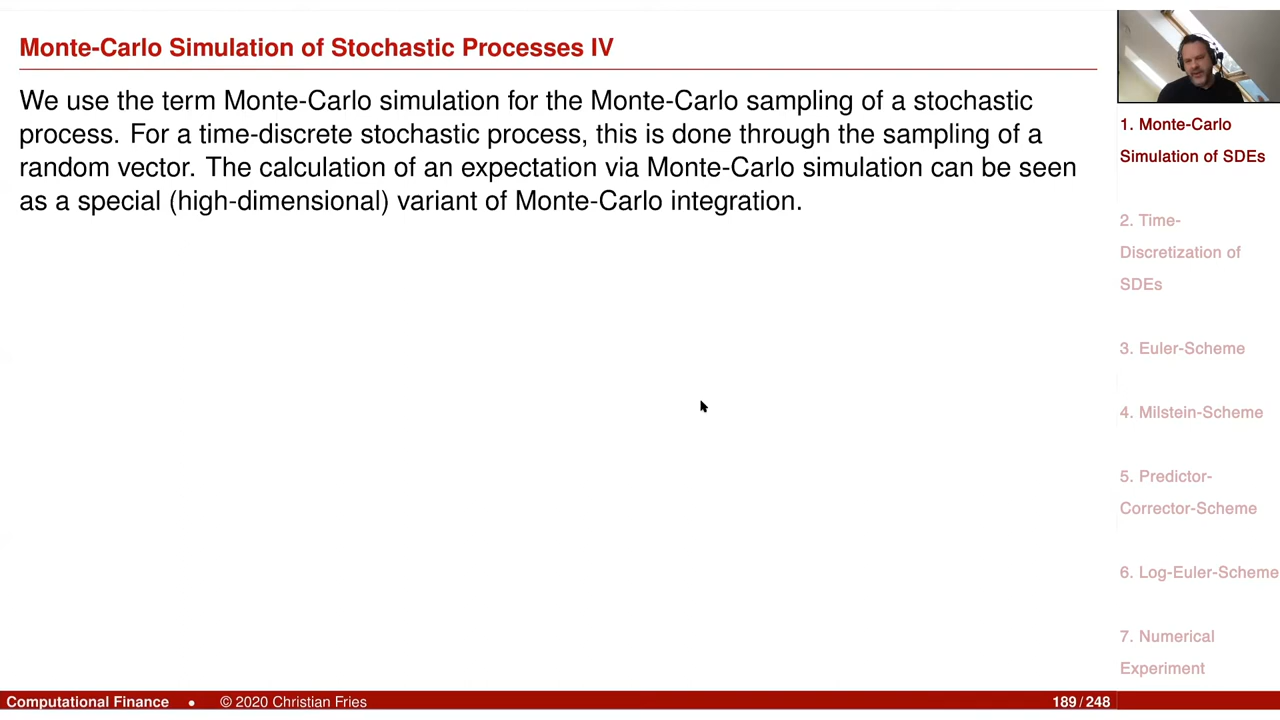 Monte-Carlo Simulation of Stochastic Processes IV
We use the term Monte-Carlo simulation for the Monte-Carlo sampling of a stochastic
process. For a time-discrete stochastic process, this is done through the sampling of a
random vector. The calculation of an expectation via Monte-Carlo simulation can be seen
as a special (high-dimensional) variant of Monte-Carlo integration.
1. Monte-Carlo
Simulation of SDEs
2. Time-
Discretization of
SDEs
3. Euler-Scheme
4. Milstein-Scheme
5. Predictor-
Corrector-Scheme
6. Log-Euler-Scheme
7. Numerical
Experiment
Computational Finance • © 2020 Christian Fries 189 / 248